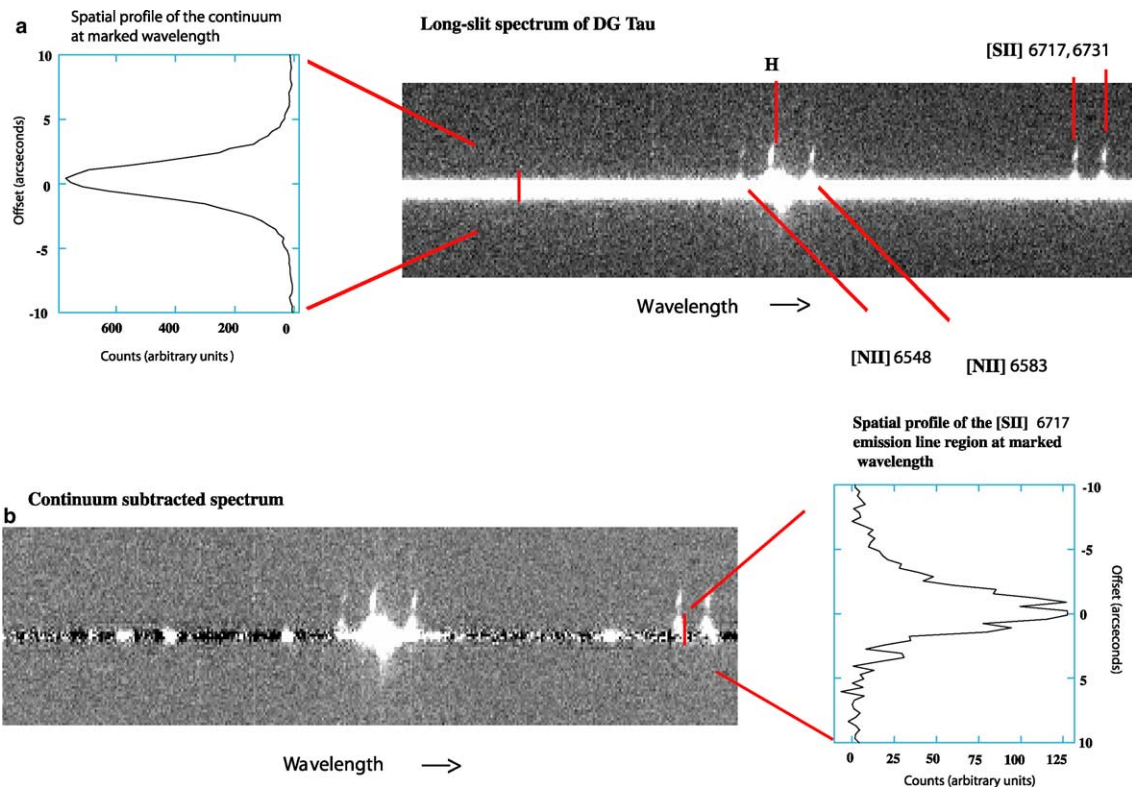 a
Spatial profile of the continuum
at marked wavelength
Long-slit spectrum of DG Tau
10
5
0
-5
-10
Offset (arcseconds)
600 400 200 0
Counts (arbitrary units )
H
[SII] 6717,6731
Wavelength
[NII] 6548
[NII] 6583
b
Continuum subtracted spectrum
Wavelength
Spatial profile of the [SII] 6717
emission line region at marked
wavelength
-10
-5
0
5
10
Offset (arcseconds)
0 25 50 75 100 125
Counts (arbitrary units)